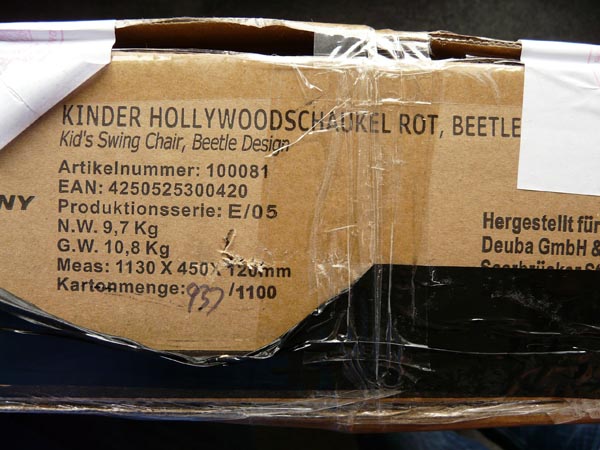 KINDER HOLLYWOODSCHAUKEL ROT, BEETLE
Kid's Swing Chair, Beetle Design
Artikelnummer: 100081
EAN: 4250525300420
NY
Produktionsserie: E/05
N.W. 9,7 Kg
G.W. 10,8 Kg
Meas: 1130 X 450X 120mm
Kartonmenge: 937 /1100
Hergestellt für
Deuba GmbH &